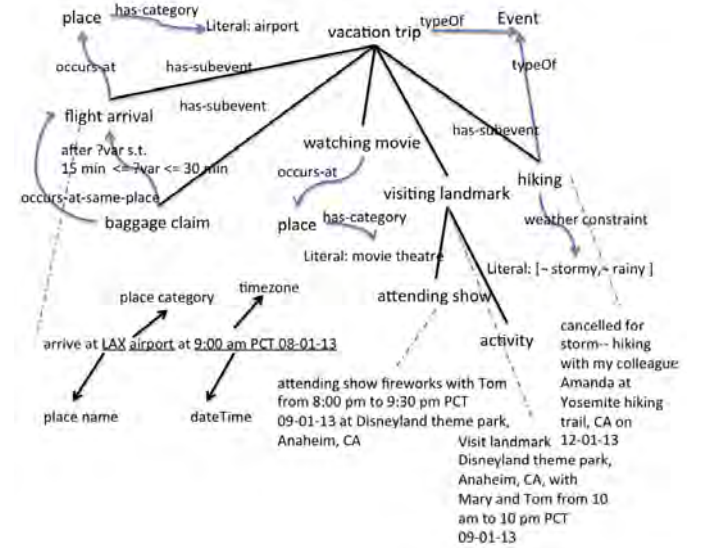 place
has-category
Literal: airport
vacation trip
typeOf
Event
occurs-at
has-subevent
typeOf
flight arrival
has-subevent
after ?var s.t.
15 min <= ?var <= 30 min
watching movie
has-subevent
occurs-at
hiking
occurs-at-same-place
visiting landmark
baggage claim
place
has-category
weather constraint
Literal: movie theatre
Literal: [~ stormy,~ rainy ]
place category
timezone
attending show
arrive at LAX airport at 9:00 am PCT 08-01-13
activity
place name
dateTime
attending show fireworks with Tom
from 8:00 pm to 9:30 pm PCT
09-01-13 at Disneyland theme park,
Anaheim, CA
cancelled for
storm-- hiking
with my colleague
Amanda at
Yosemite hiking
trail, CA on
12-01-13
Visit landmark
Disneyland theme park,
Anaheim, CA, with
Mary and Tom from 10
am to 10 pm PCT
09-01-13